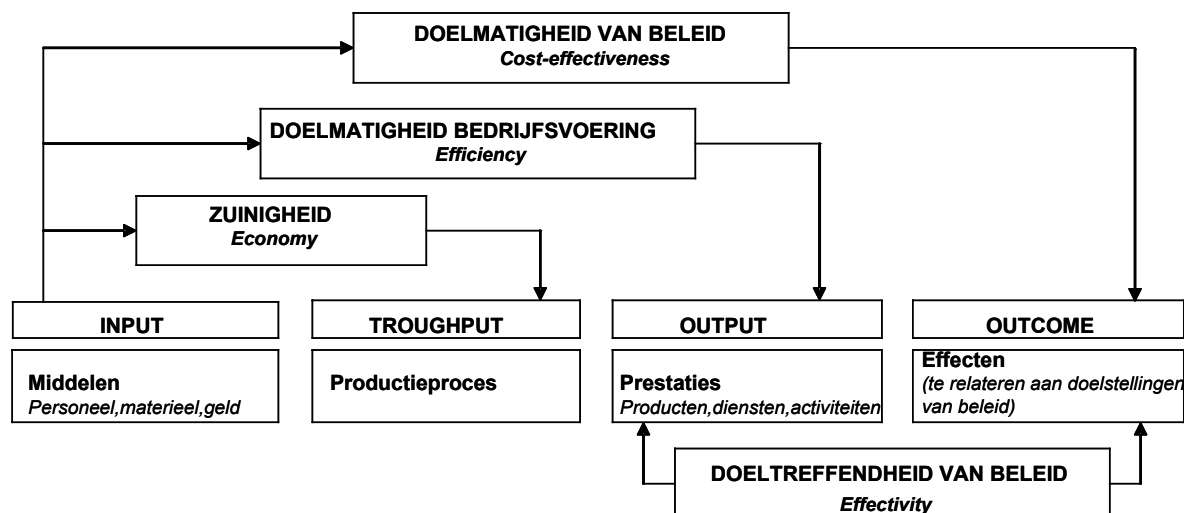 DOELMATIGHEID VAN BELEID
Cost-effectiveness
DOELMATIGHEID BEDRIJFSVOERING
Efficiency
ZUINIGHEID
Economy
INPUT
TROUGHPUT
OUTPUT
OUTCOME
Middelen
Personeel,materieel,geld
Productieproces
Prestaties
Producten,diensten,activiteiten
Effecten
(te relateren aan doelstellingen
van beleid)
DOELTREFFENDHEID VAN BELEID
Effectivity